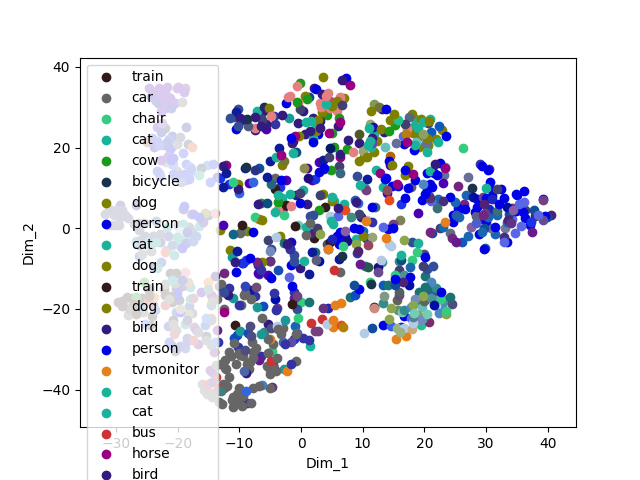 40
20
0
−20
−40
Dim_2
train
car
chair
cat
cow
bicycle
dog
person
cat
dog
train
dog
bird
person
tvmonitor
cat
cat
bus
horse
bird
−30 −20 −10 0 10 20 30 40
Dim_1